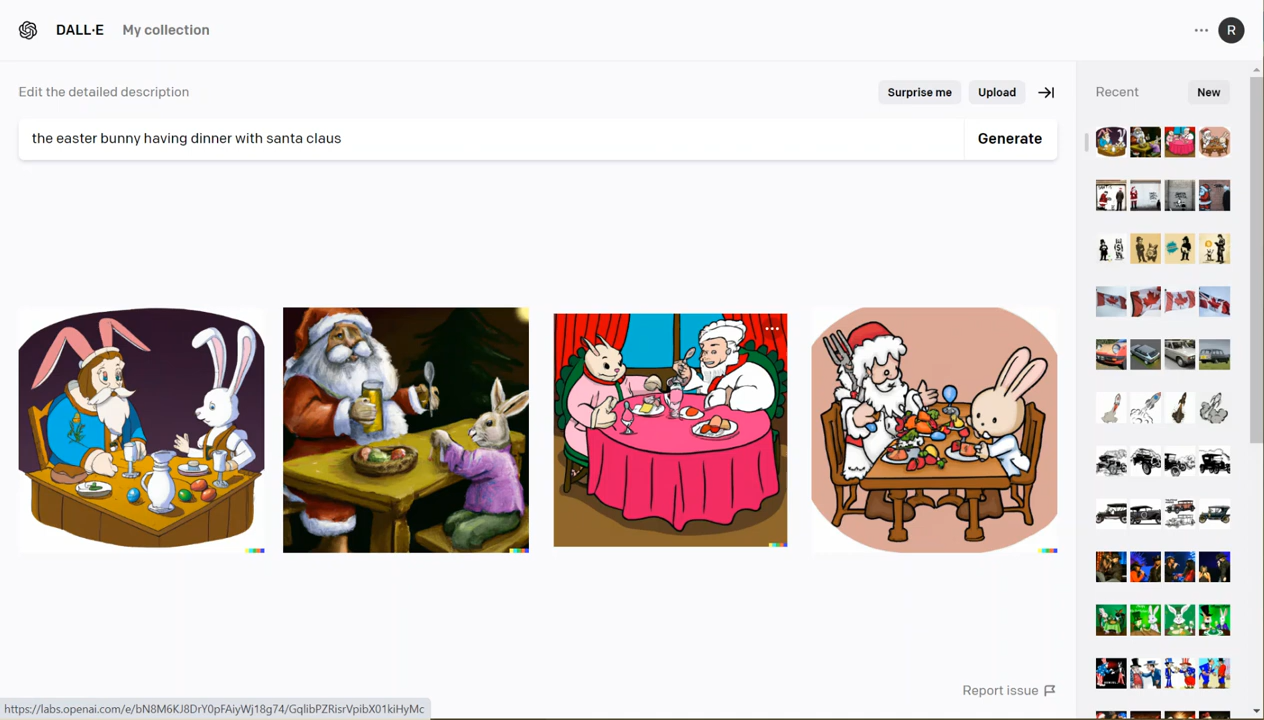 DALL·E My collection
R
Edit the detailed description
Surprise me
Upload
Recent
New
the easter bunny having dinner with santa claus
Generate
Report issue
https://labs.openai.com/e/bN8M6KJ8DrY0pFAiyWj18g74/GqlibPZRisrVpibX01kiHyMc